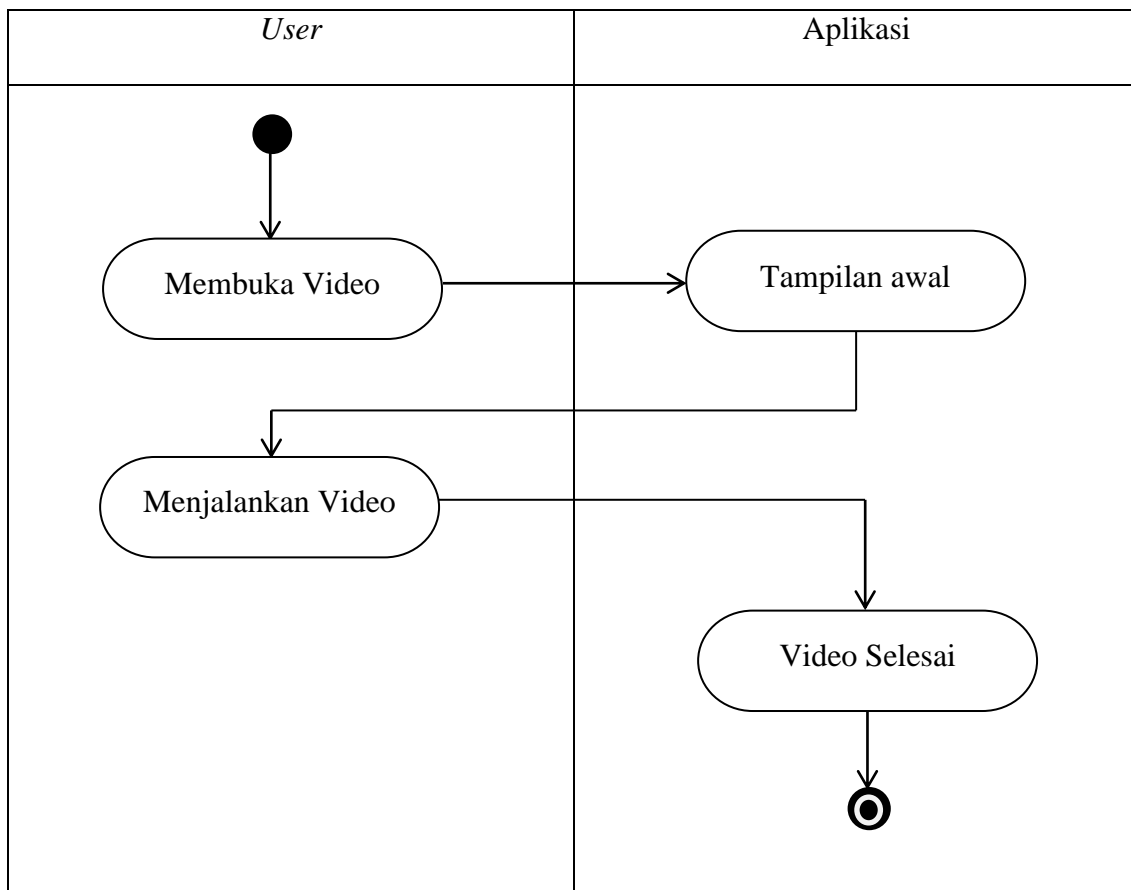 User
Aplikasi
Membuka Video
Tampilan awal
Menjalankan Video
Video Selesai